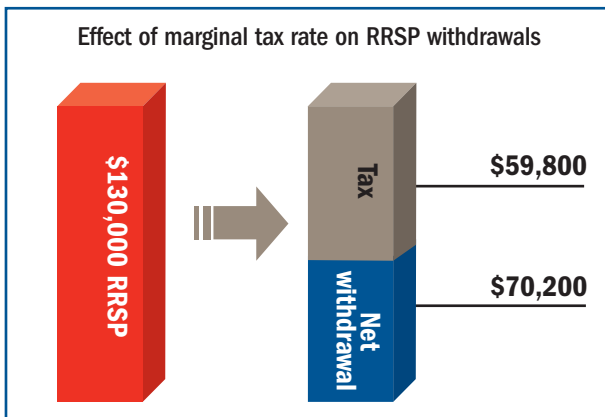 Effect of marginal tax rate on RRSP withdrawals
$130,000 RRSP
Tax
$59,800
Net
withdrawal
$70,200